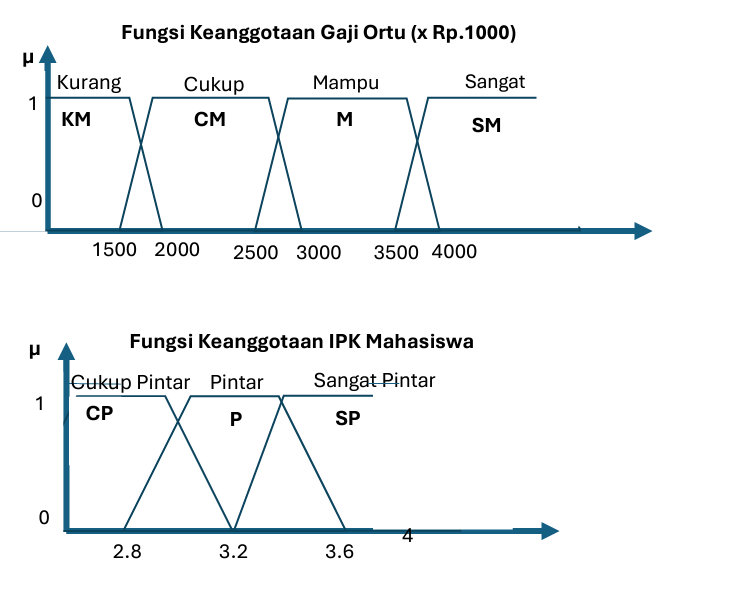 Fungsi Keanggotaan Gaji Ortu (x Rp.1000)
µ
Kurang Cukup Mampu Sangat
1
KM CM M SM
0
1500 2000 2500 3000 3500 4000
Fungsi Keanggotaan IPK Mahasiswa
µ
Cukup Pintar Pintar Sangat Pintar
1
CP P SP
0
4
2.8 3.2 3.6